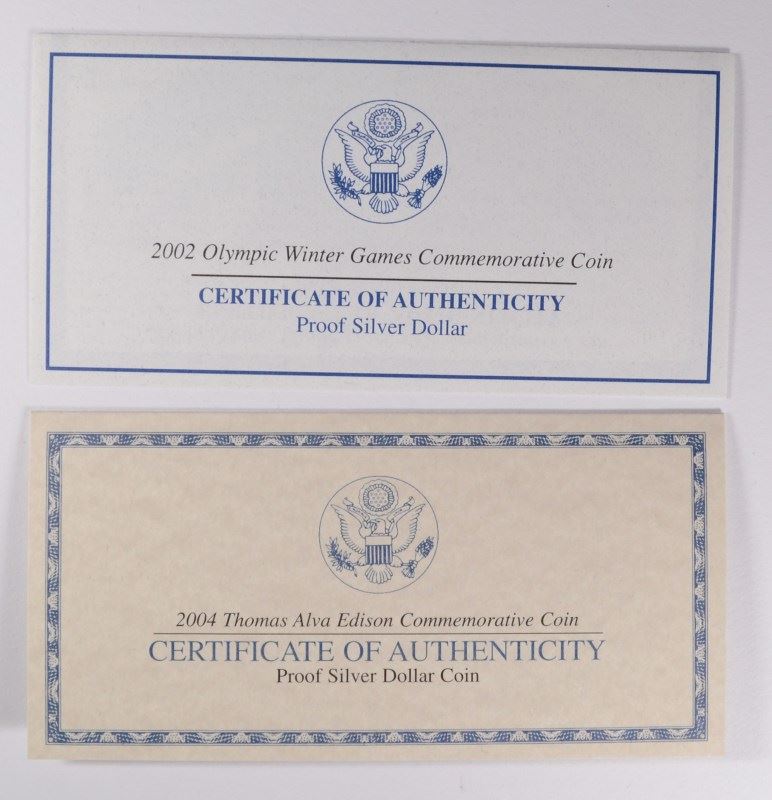 2002 Olympic Winter Games Commemorative Coin
CERTIFICATE OF AUTHENTICITY
Proof Silver Dollar
2004 Thomas Alva Edison Commemorative Coin
CERTIFICATE OF AUTHENTICITY
Proof Silver Dollar Coin